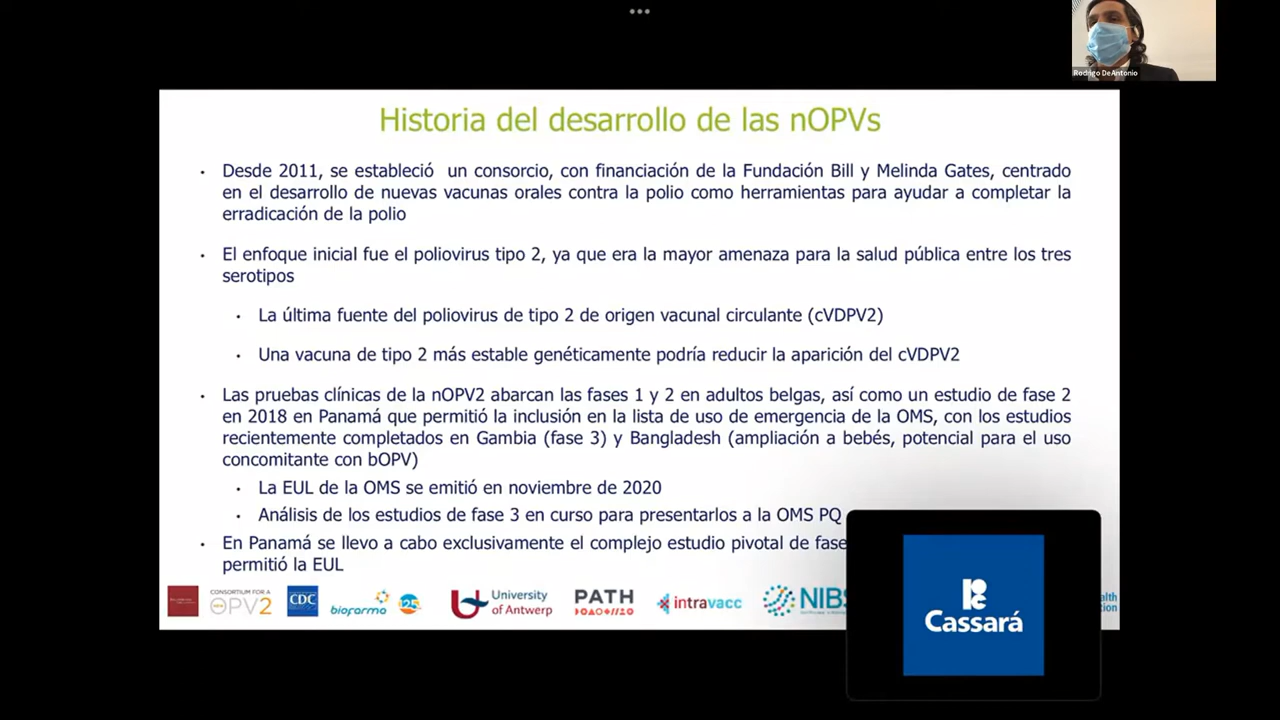 Rodrigo DeAntonio
Historia del desarrollo de las nOPVs
• Desde 2011, se estableció un consorcio, con financiación de la Fundación Bill y Melinda Gates, centrado
en el desarrollo de nuevas vacunas orales contra la polio como herramientas para ayudar a completar la
erradicación de la polio
• El enfoque inicial fue el poliovirus tipo 2, ya que era la mayor amenaza para la salud pública entre los tres
serotipos
• La última fuente del poliovirus de tipo 2 de origen vacunal circulante (cVDPV2)
• Una vacuna de tipo 2 más estable genéticamente podría reducir la aparición del cVDPV2
• Las pruebas clínicas de la nOPV2 abarcan las fases 1 y 2 en adultos belgas, así como un estudio de fase 2
en 2018 en Panamá que permitió la inclusión en la lista de uso de emergencia de la OMS, con los estudios
recientemente completados en Gambia (fase 3) y Bangladesh (ampliación a bebés, potencial para el uso
concomitante con bOPV)
• La EUL de la OMS se emitió en noviembre de 2020
• Análisis de los estudios de fase 3 en curso para presentarlos a la OMS PQ
• En Panamá se llevo a cabo exclusivamente el complejo estudio pivotal de fase
permitió la EUL
CONSORTIUM FOR A
OPV2
CDC
biofarma
125
University
of Antwerp
PATH
intravacc
NIBS
Cassará